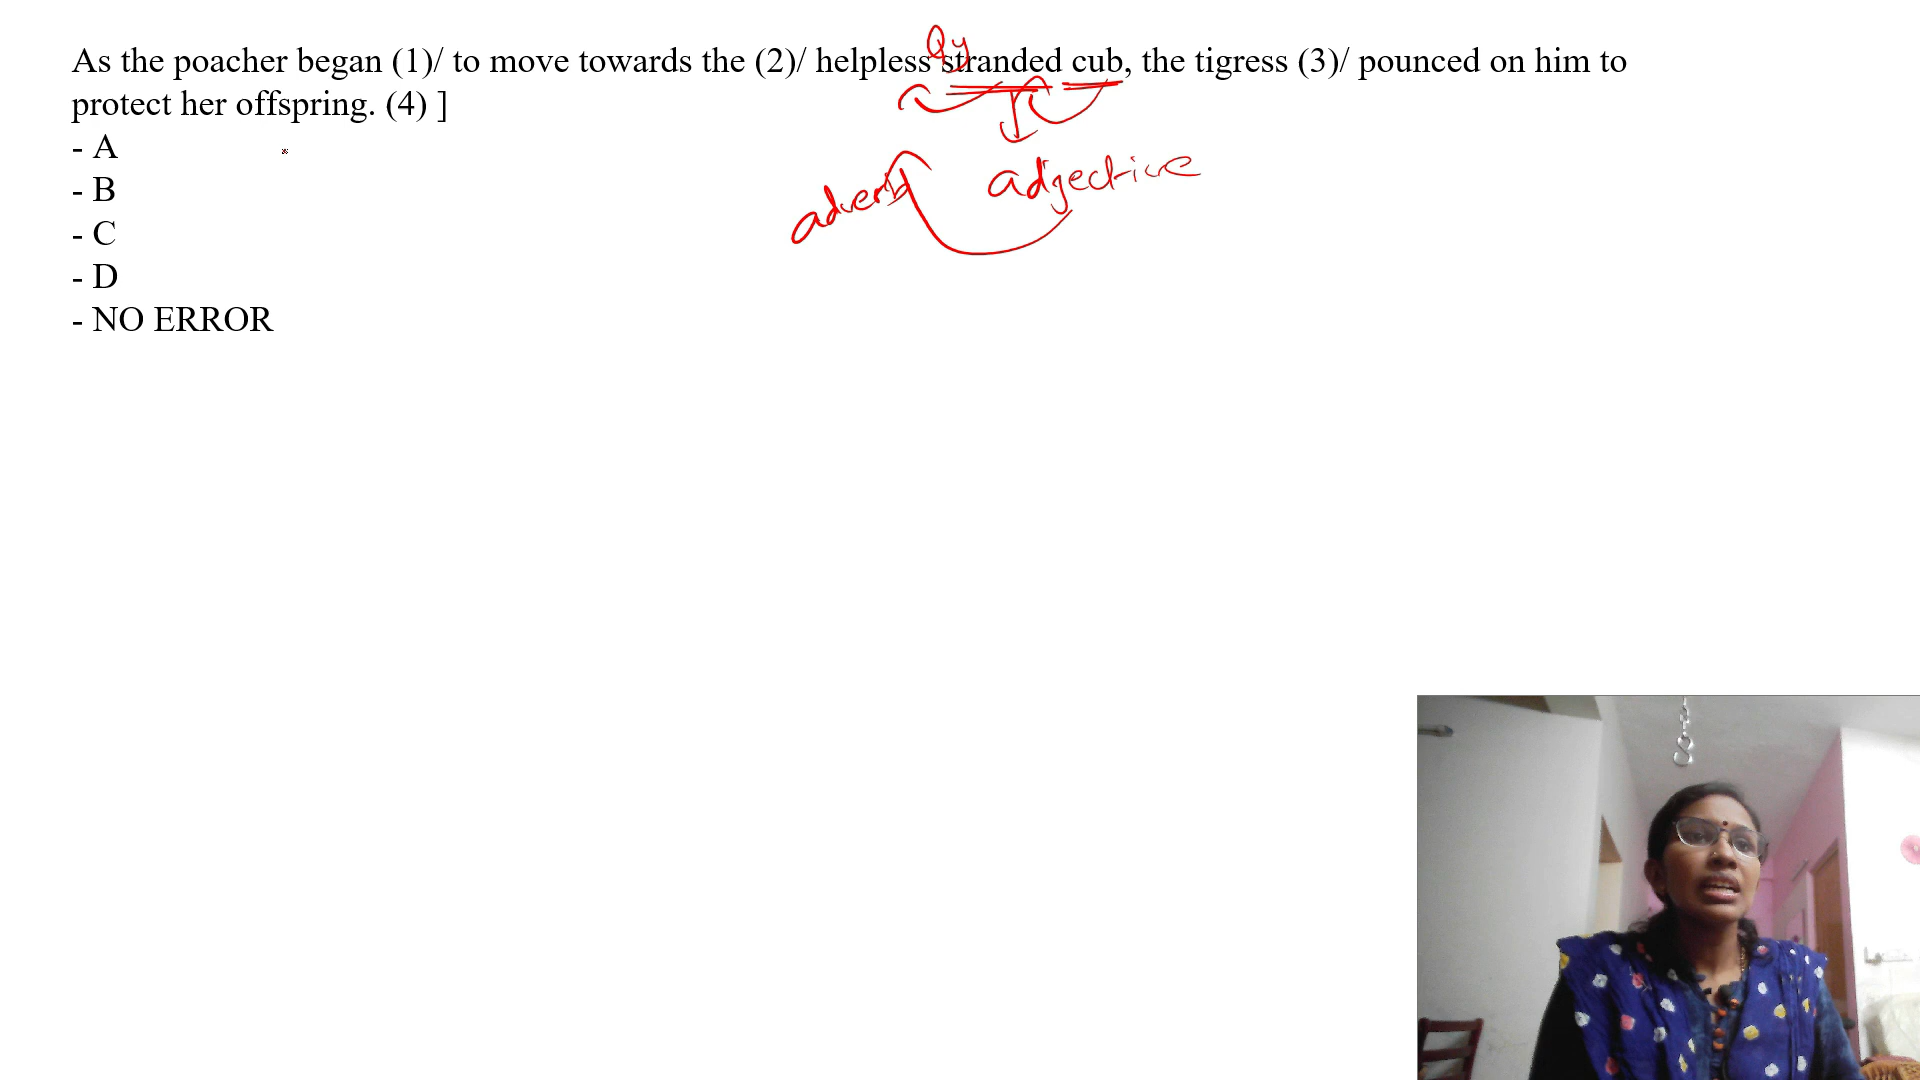 As the poacher began (1)/ to move towards the (2)/ helpless stranded cub, the tigress (3)/ pounced on him to
protect her offspring. (4) ]
- A
- B
- C
- D
- NO ERROR
adverb
adjective